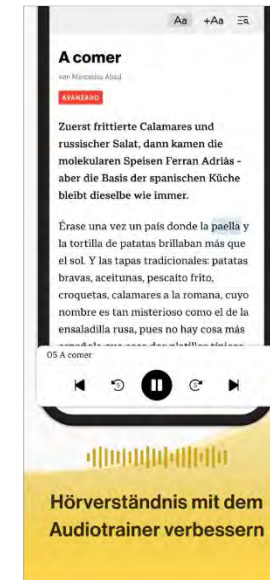 Aa +Aa
A comer
von Mercedes Abad
AVANZADO
Zuerst frittierte Calamares und
russischer Salat, dann kamen die
molekularen Speisen Ferran Adriàs -
aber die Basis der spanischen Küche
bleibt dieselbe wie immer.
Érase una vez un país donde la paella y
la tortilla de patatas brillaban más que
el sol. Y las tapas tradicionales: patatas
bravas, aceitunas, pescaíto frito,
croquetas, calamares a la romana, cuyo
nombre es tan misterioso como el de la
ensaladilla rusa, pues no hay cosa más
05 A comer
Hörverständnis mit dem
Audiotrainer verbessern